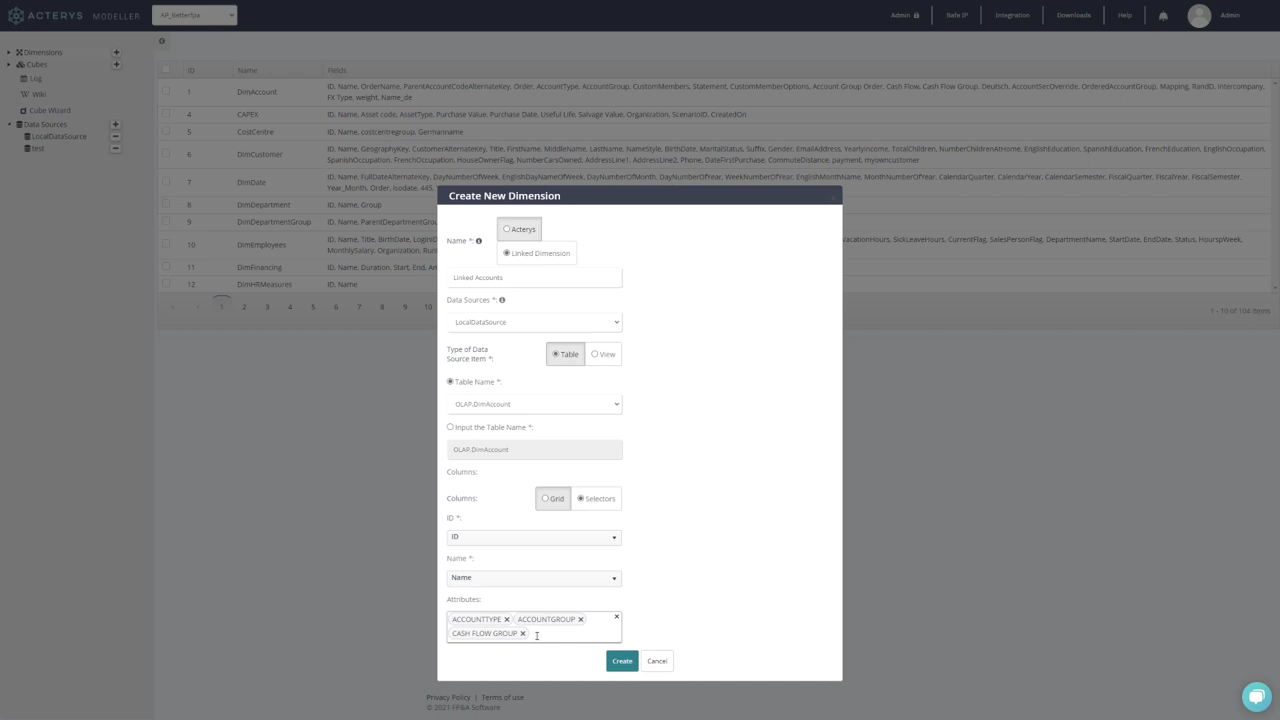 ACTERYS MODELLER
AP_Betterfpa
Admin
Safe IP
Integration
Downloads
Help
Admin
Dimensions
Cubes
Log
Wiki
Cube Wizard
Data Sources
LocalDataSource
test
ID Name Fields
1 DimAccount ID, Name, OrderName, ParentAccountCodeAlternateKey, Order, AccountType, AccountGroup, CustomMembers, Statement, CustomMemberOptions, Account Group Order, Cash Flow, Cash Flow Group, Deutsch, AccountSecOverride, OrderedAccountGroup, Mapping, RandD, Intercompany,
FX Type, weight, Name_de
4 CAPEX ID, Name, Asset code, AssetType, Purchase Value, Purchase Date, Useful Life, Salvage Value, Organization, ScenarioID, CreatedOn
5 CostCentre ID, Name, costcentregroup, Germanname
6 DimCustomer ID, Name, GeographyKey, CustomerAlternateKey, Title, FirstName, MiddleName, LastName, NameStyle, BirthDate, MaritalStatus, Suffix, Gender, EmailAddress, YearlyIncome, TotalChildren, NumberChildrenAtHome, EnglishEducation, SpanishEducation, FrenchEducation, EnglishOccupation,
SpanishOccupation, FrenchOccupation, HouseOwnerFlag, NumberCarsOwned, AddressLine1, AddressLine2, Phone, DateFirstPurchase, CommuteDistance, payment, myowncustomer
7 DimDate ID, Name, FullDateAlternateKey, DayNumberOfWeek, EnglishDayNameOfWeek, DayNumberOfMonth, DayNumberOfYear, WeekNumberOfYear, EnglishMonthName, MonthNumberOfYear, CalendarQuarter, CalendarYear, CalendarSemester, FiscalQuarter, FiscalYear, FiscalSemester,
Year_Month, Order, Isodate, 445,
8 DimDepartment ID, Name, Group
9 DimDepartmentGroup ID, Name, ParentDepartmentGrou
10 DimEmployees ID, Name, Title, BirthDate, LoginID VacationHours, SickLeaveHours, CurrentFlag, SalesPersonFlag, DepartmentName, StartDate, EndDate, Status, HourspWeek,
MonthlySalary, Organization, Run
11 DimFinancing ID, Name, Duration, Start, End, Am
12 DimHRMeasures ID, Name
1 2 3 4 5 6 7 8 9 10
1 - 10 of 104 items
Create New Dimension
Name *:
Acterys
Linked Dimension
Linked Accounts
Data Sources *:
LocalDataSource
Type of Data
Source Item *:
Table
View
Table Name *:
OLAP.DimAccount
Input the Table Name *:
OLAP.DimAccount
Columns:
Columns:
Grid
Selectors
ID *:
ID
Name *:
Name
Attributes:
ACCOUNTTYPE ACCOUNTGROUP
CASH FLOW GROUP
Create
Cancel
Privacy Policy | Terms of use
© 2021 FP&A Software